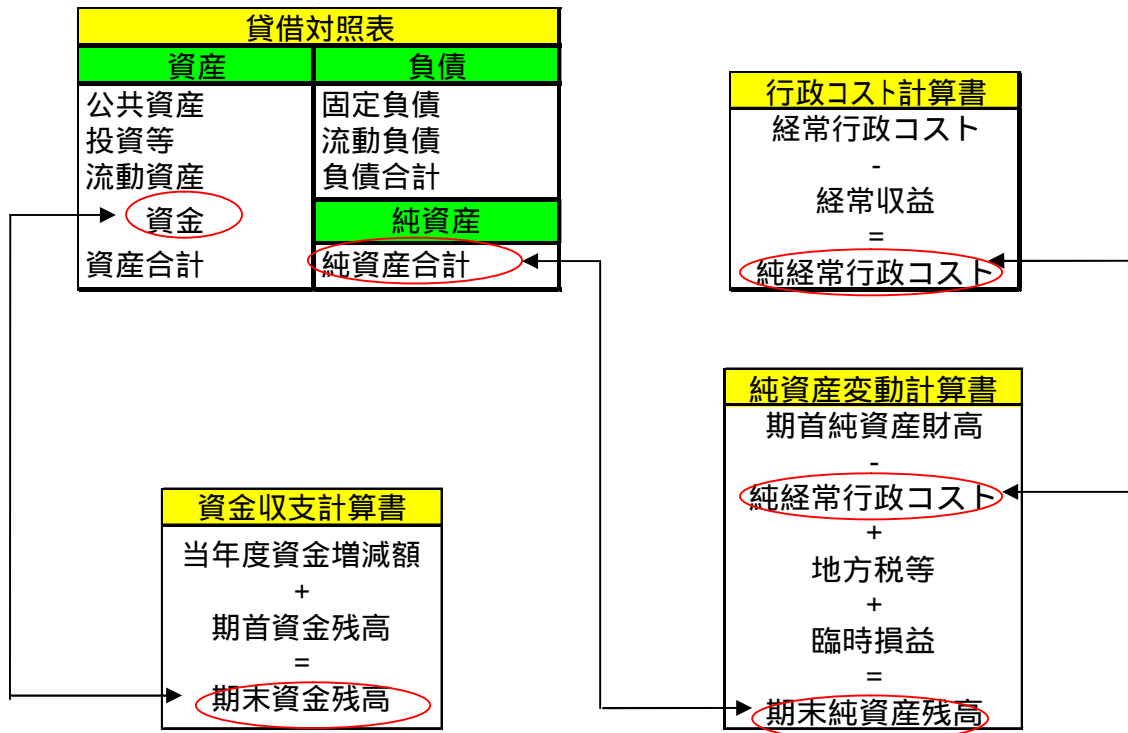 貸借対照表
資産 負債
公共資産 固定負債
投資等 流動負債
流動資産 負債合計
資金 純資産
資産合計 純資産合計
行政コスト計算書
経常行政コスト
-
経常収益
=
純経常行政コスト
資金収支計算書
当年度資金増減額
+
期首資金残高
=
期末資金残高
純資産変動計算書
期首純資産財高
-
純経常行政コスト
+
地方税等
+
臨時損益
=
期末純資産残高